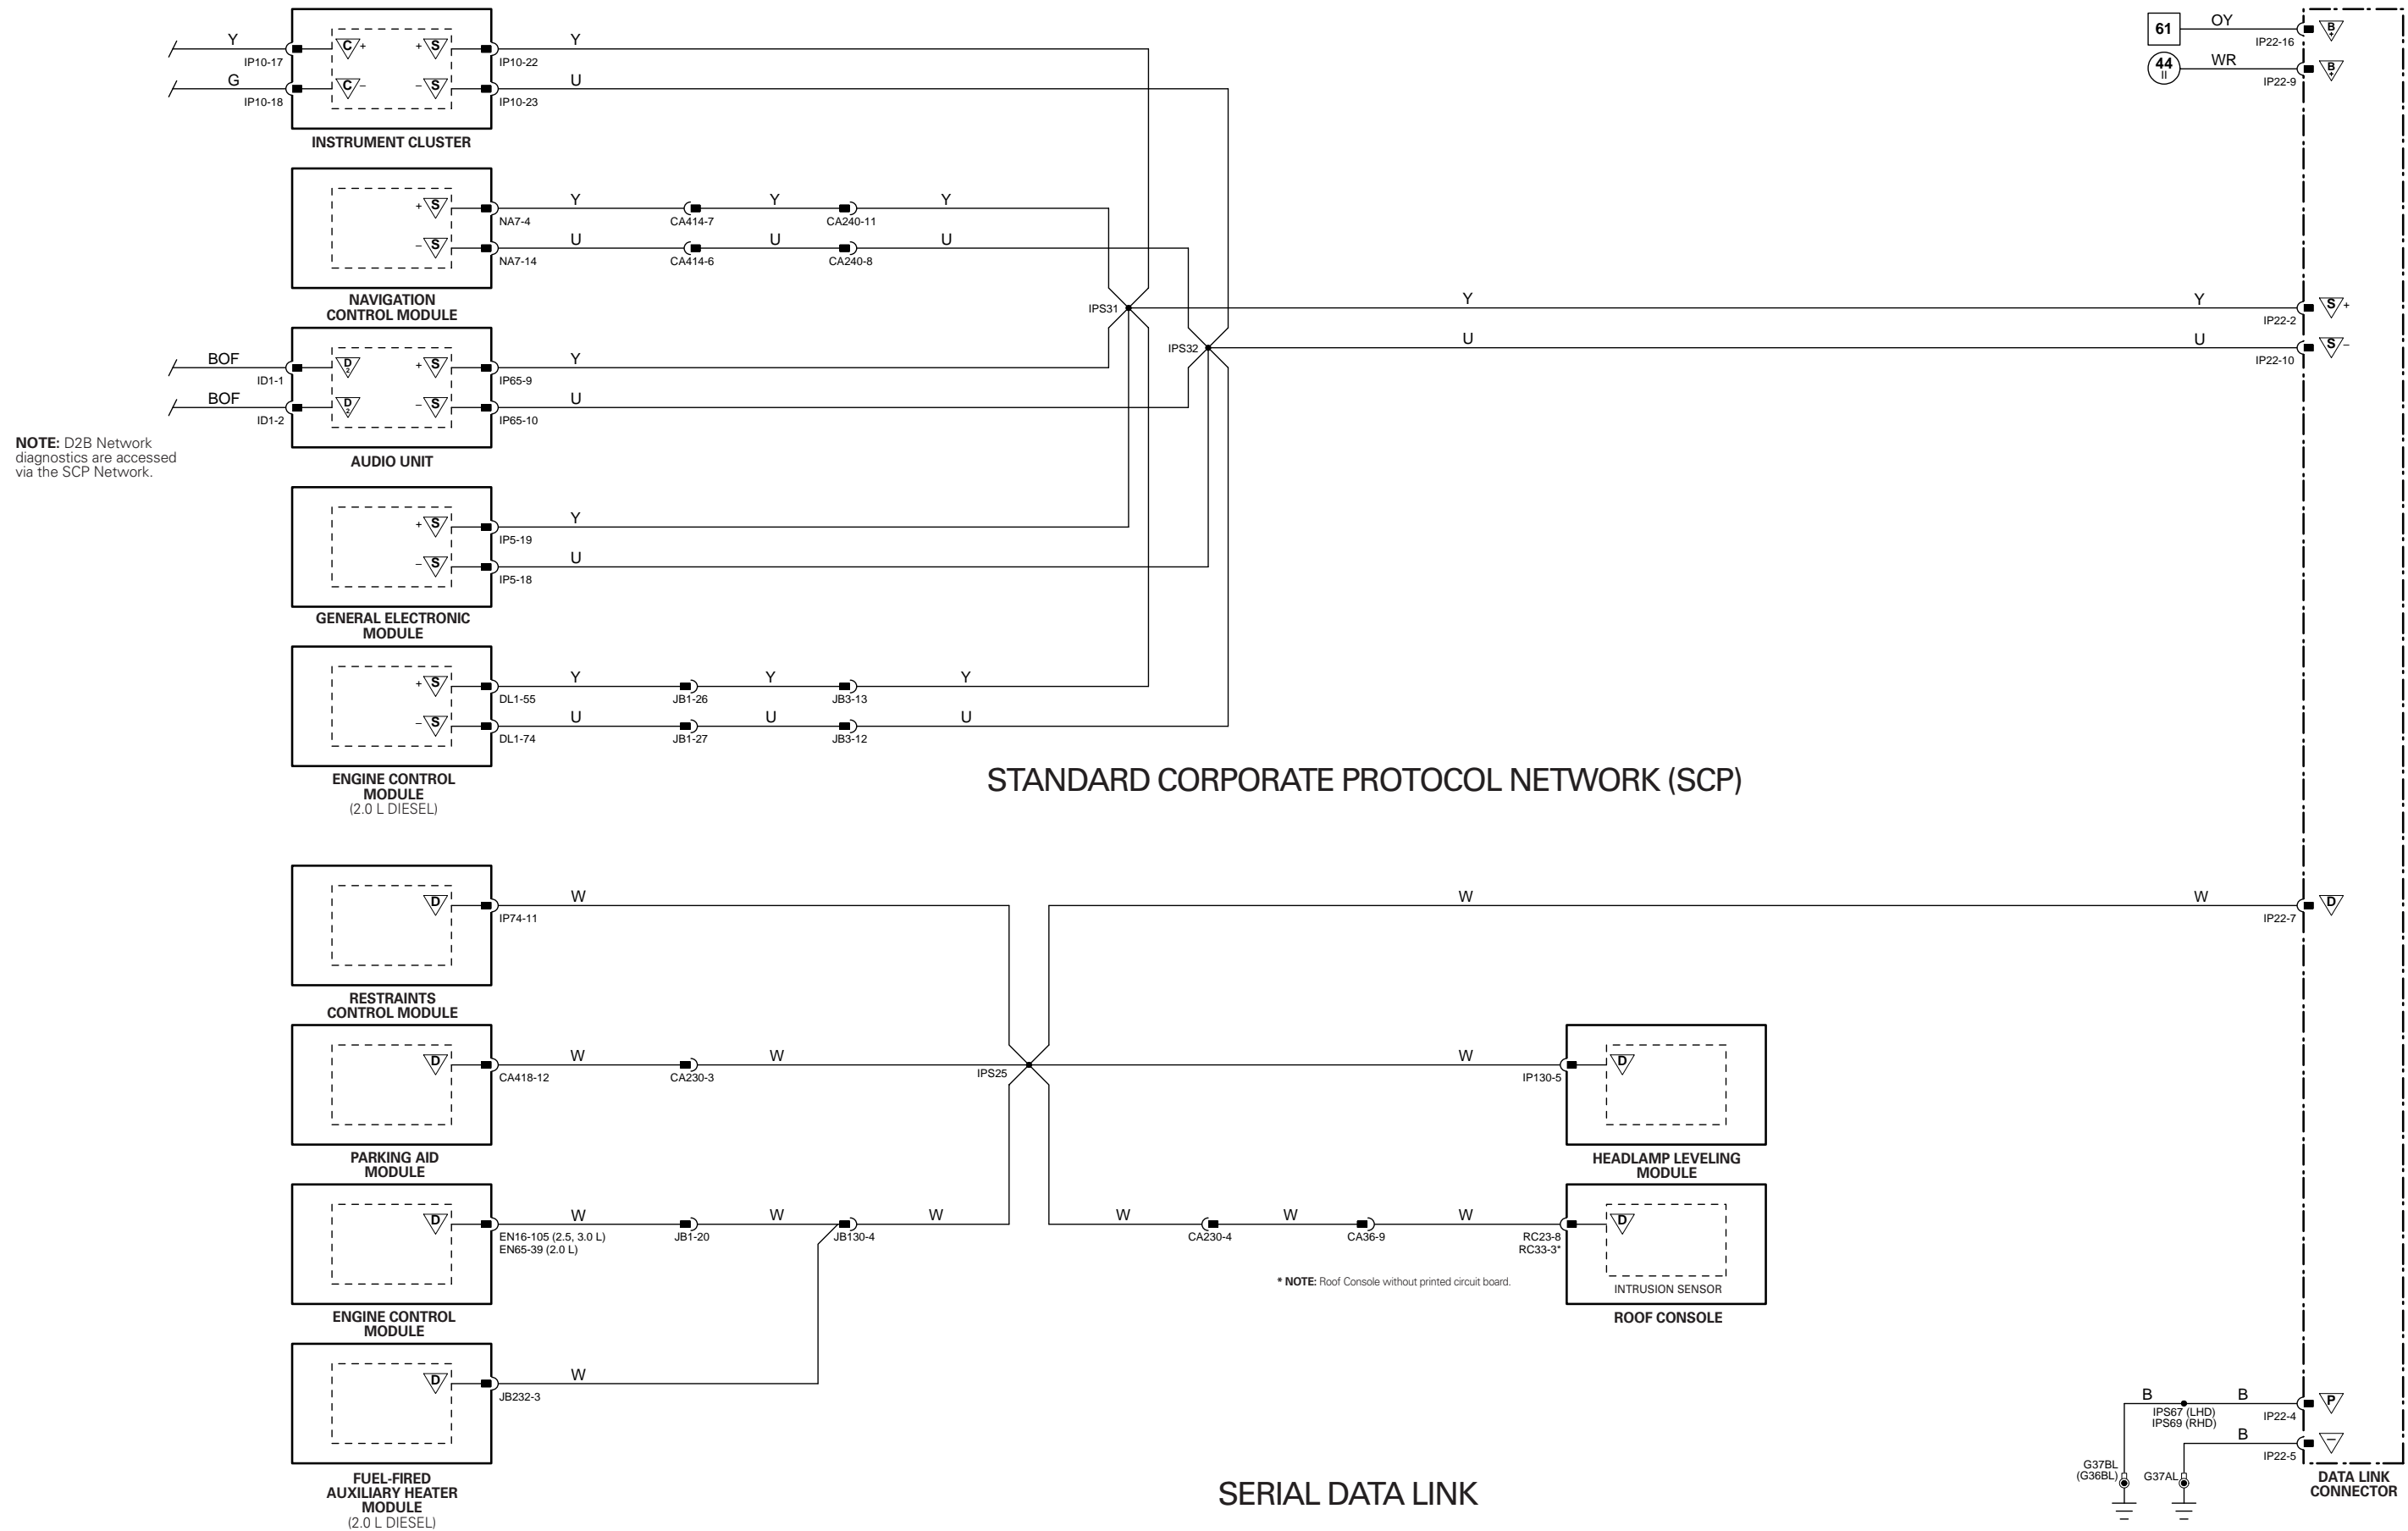 Y
IP10-17
G
IP10-18
C +
+ S
C –
– S
Y
IP10-22
U
IP10-23
INSTRUMENT CLUSTER
61
OY
IP22-16
B
+
44
II
WR
IP22-9
B
+
+ S
– S
Y
NA7-4
Y
CA414-7
Y
CA240-11
U
NA7-14
U
CA414-6
U
CA240-8
NAVIGATION
CONTROL MODULE
IPS31
Y
Y
IP22-2
S +
IPS32
U
U
IP22-10
S –
BOF
ID1-1
BOF
ID1-2
D
2
D
2
+ S
– S
Y
IP65-9
U
IP65-10
AUDIO UNIT
NOTE: D2B Network
diagnostics are accessed
via the SCP Network.
+ S
– S
Y
IP5-19
U
IP5-18
GENERAL ELECTRONIC
MODULE
+ S
– S
Y
DL1-55
Y
JB1-26
Y
JB3-13
U
DL1-74
U
JB1-27
U
JB3-12
ENGINE CONTROL
MODULE
(2.0 L DIESEL)
STANDARD CORPORATE PROTOCOL NETWORK (SCP)
D
W
IP74-11
W
W
IP22-7
D
RESTRAINTS
CONTROL MODULE
D
W
CA418-12
W
CA230-3
IPS25
W
IP130-5
D
PARKING AID
MODULE
HEADLAMP LEVELING
MODULE
D
W
EN16-105 (2.5, 3.0 L)
EN65-39 (2.0 L)
W
JB1-20
W
JB130-4
W
CA230-4
W
CA36-9
W
RC23-8
RC33-3*
D
INTRUSION SENSOR
* NOTE: Roof Console without printed circuit board.
ENGINE CONTROL
MODULE
ROOF CONSOLE
D
W
JB232-3
FUEL-FIRED
AUXILIARY HEATER
MODULE
(2.0 L DIESEL)
SERIAL DATA LINK
B
IPS67 (LHD)
IPS69 (RHD)
B
IP22-4
P
B
IP22-5
–
G37BL
(G36BL)
G37AL
DATA LINK
CONNECTOR